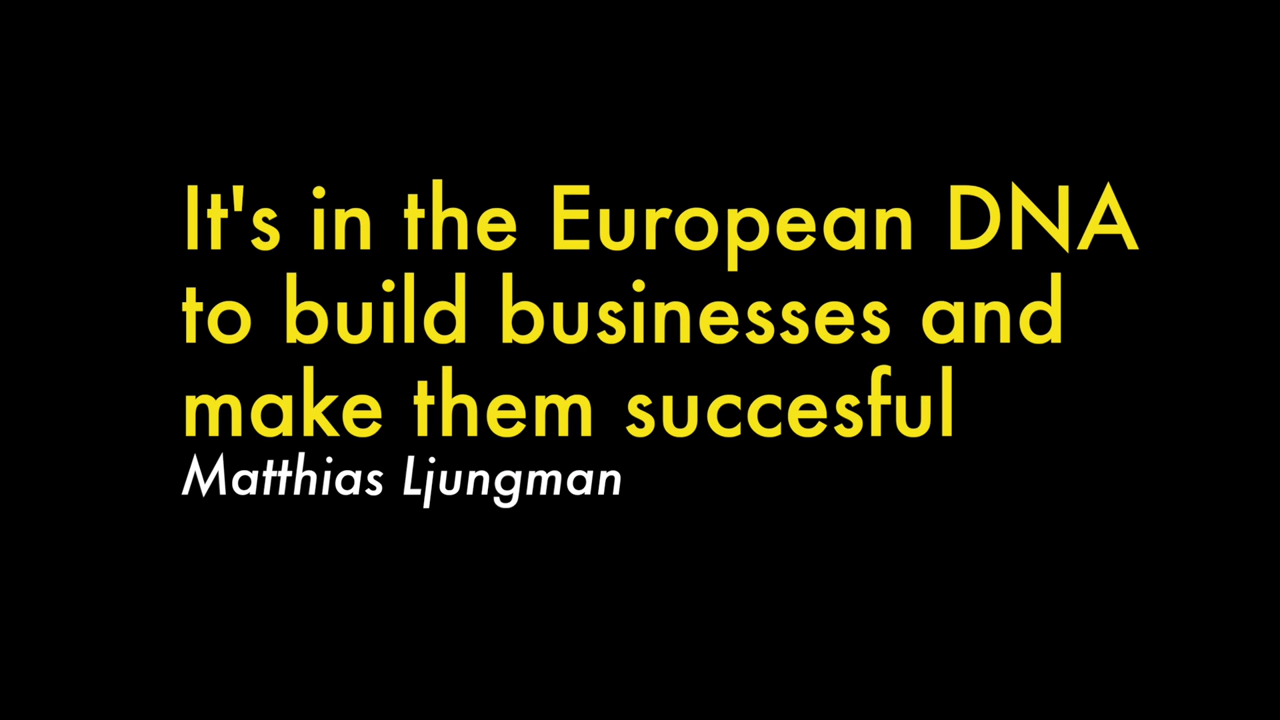 It's in the European DNA
to build businesses and
make them succesful
Matthias Ljungman